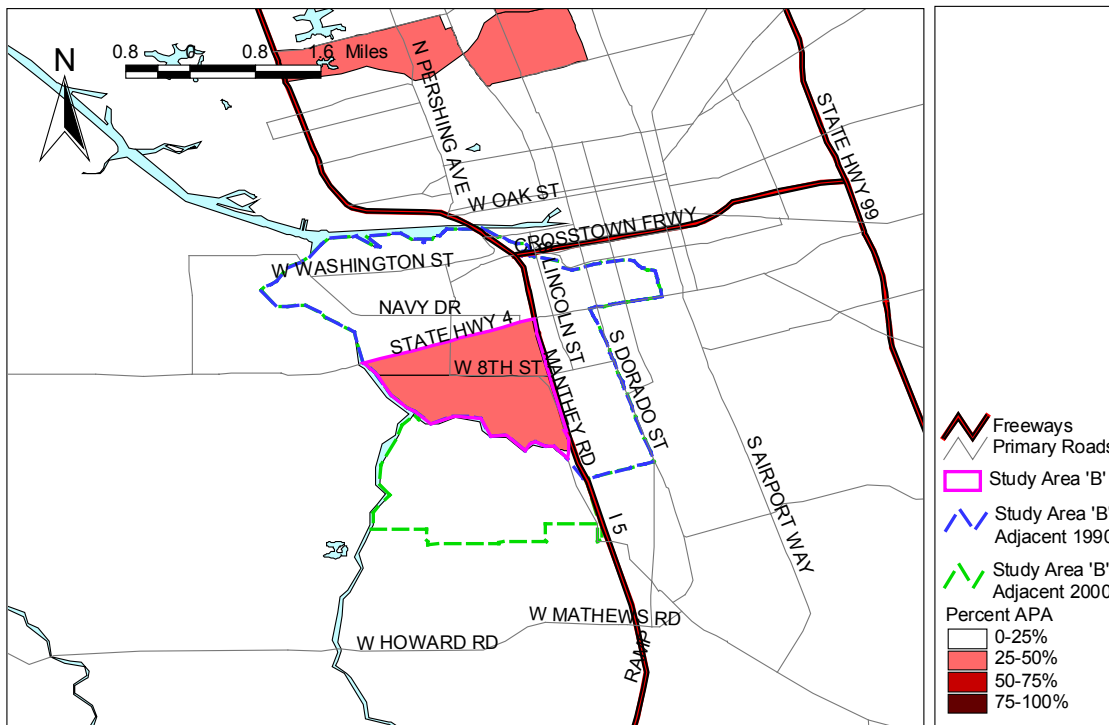 N
0.8 0 0.8 1.6 Miles
N PERSHING AVE
STATE HWY 99
W OAK ST
CROSSTOWN FRWY
W WASHINGTON ST
S LINCOLN ST
NAVY DR
STATE HWY 4
S DORADO ST
W 8TH ST
MANTHEY RD
S AIRPORT WAY
I 5
W MATHEWS RD
W HOWARD RD
RAMP
Freeways
Primary Roads
Study Area 'B'
Study Area 'B'
Adjacent 1990
Study Area 'B'
Adjacent 2000
Percent APA
0-25%
25-50%
50-75%
75-100%